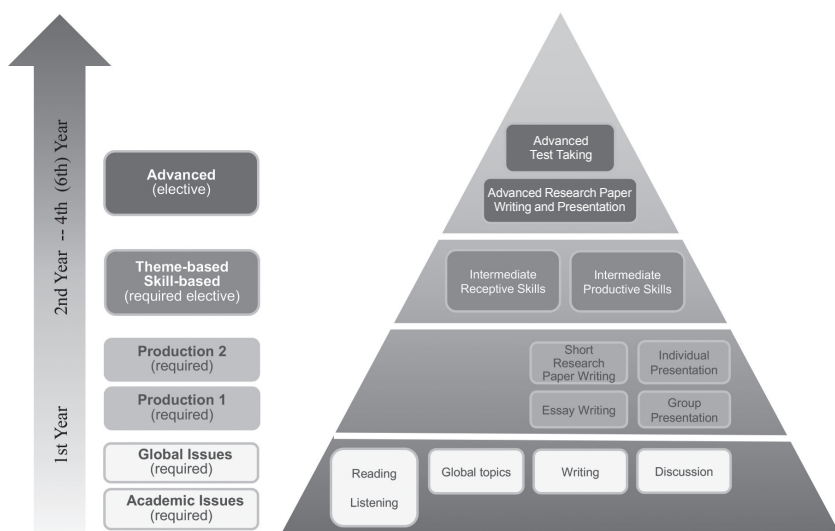 2nd Year -- 4th (6th) Year
1st Year
Advanced
(elective)
Theme-based
Skill-based
(required elective)
Production 2
(required)
Production 1
(required)
Global Issues
(required)
Academic Issues
(required)
Advanced
Test Taking
Advanced Research Paper
Writing and Presentation
Intermediate
Receptive Skills
Intermediate
Productive Skills
Short
Research
Paper Writing
Individual
Presentation
Essay Writing
Group
Presentation
Reading
Listening
Global topics
Writing
Discussion